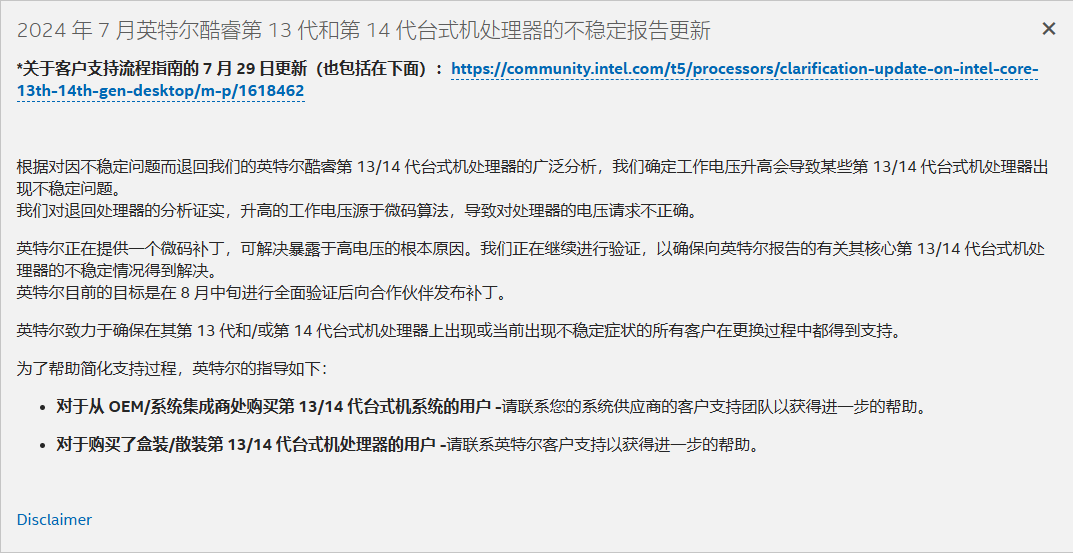 2024 年 7 月英特尔酷睿第 13 代和第 14 代台式机处理器的不稳定报告更新
*关于客户支持流程指南的 7 月 29 日更新（也包括在下面）：https://community.intel.com/t5/processors/clarification-update-on-intel-core-
13th-14th-gen-desktop/m-p/1618462
根据对因不稳定问题而退回我们的英特尔酷睿第 13/14 代台式机处理器的广泛分析，我们确定工作电压升高会导致某些第 13/14 代台式机处理器出
现不稳定问题。
我们对退回处理器的分析证实，升高的工作电压源于微码算法，导致对处理器的电压请求不正确。
英特尔正在提供一个微码补丁，可解决暴露于高电压的根本原因。我们正在继续进行验证，以确保向英特尔报告的有关其核心第 13/14 代台式机处
理器的不稳定情况得到解决。
英特尔目前的目标是在 8 月中旬进行全面验证后向合作伙伴发布补丁。
英特尔致力于确保在其第 13 代和/或第 14 代台式机处理器上出现或当前出现不稳定症状的所有客户在更换过程中都得到支持。
为了帮助简化支持过程，英特尔的指导如下：
• 对于从 OEM/系统集成商处购买第 13/14 代台式机系统的用户 -请联系您的系统供应商的客户支持团队以获得进一步的帮助。
• 对于购买了盒装/散装第 13/14 代台式机处理器的用户 -请联系英特尔客户支持以获得进一步的帮助。
Disclaimer